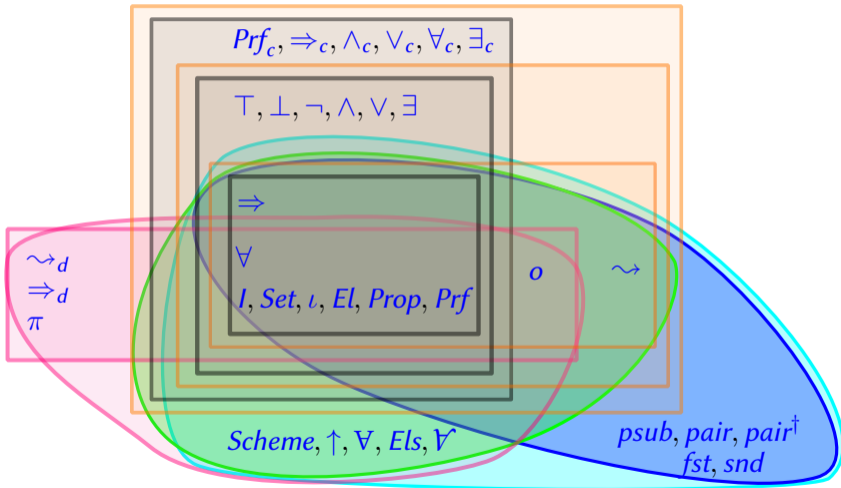 Prf_c, ⇒_c, ∧_c, ∨_c, ∀_c, ∃_c
⊤, ⊥, ¬, ∧, ∨, ∃
⇒
∀
I, Set, ι, El, Prop, Prf
o
⇝
⇝_d
⇒_d
π
Scheme, ↑, ∀, Els, Ɐ
psub, pair, pair†
fst, snd